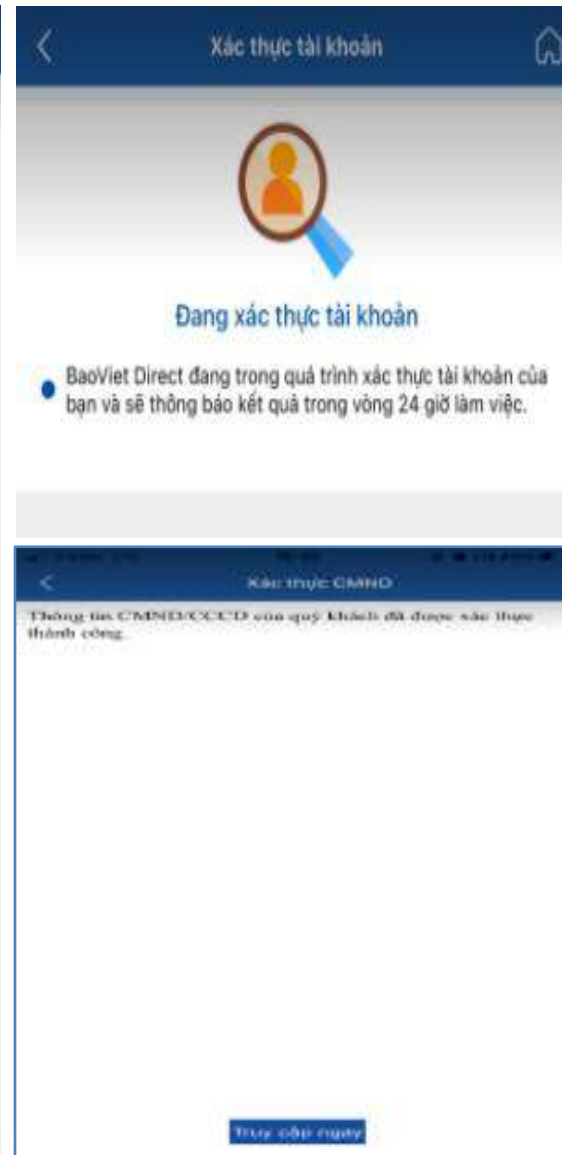 Xác thực tài khoản
Đang xác thực tài khoản
BaoViet Direct đang trong quá trình xác thực tài khoản của
bạn và sẽ thông báo kết quả trong vòng 24 giờ làm việc.
Xác thực CMND
Thông tin CMND/CCCD của quý khách đã được xác thực
thành công.
Truy cập ngay